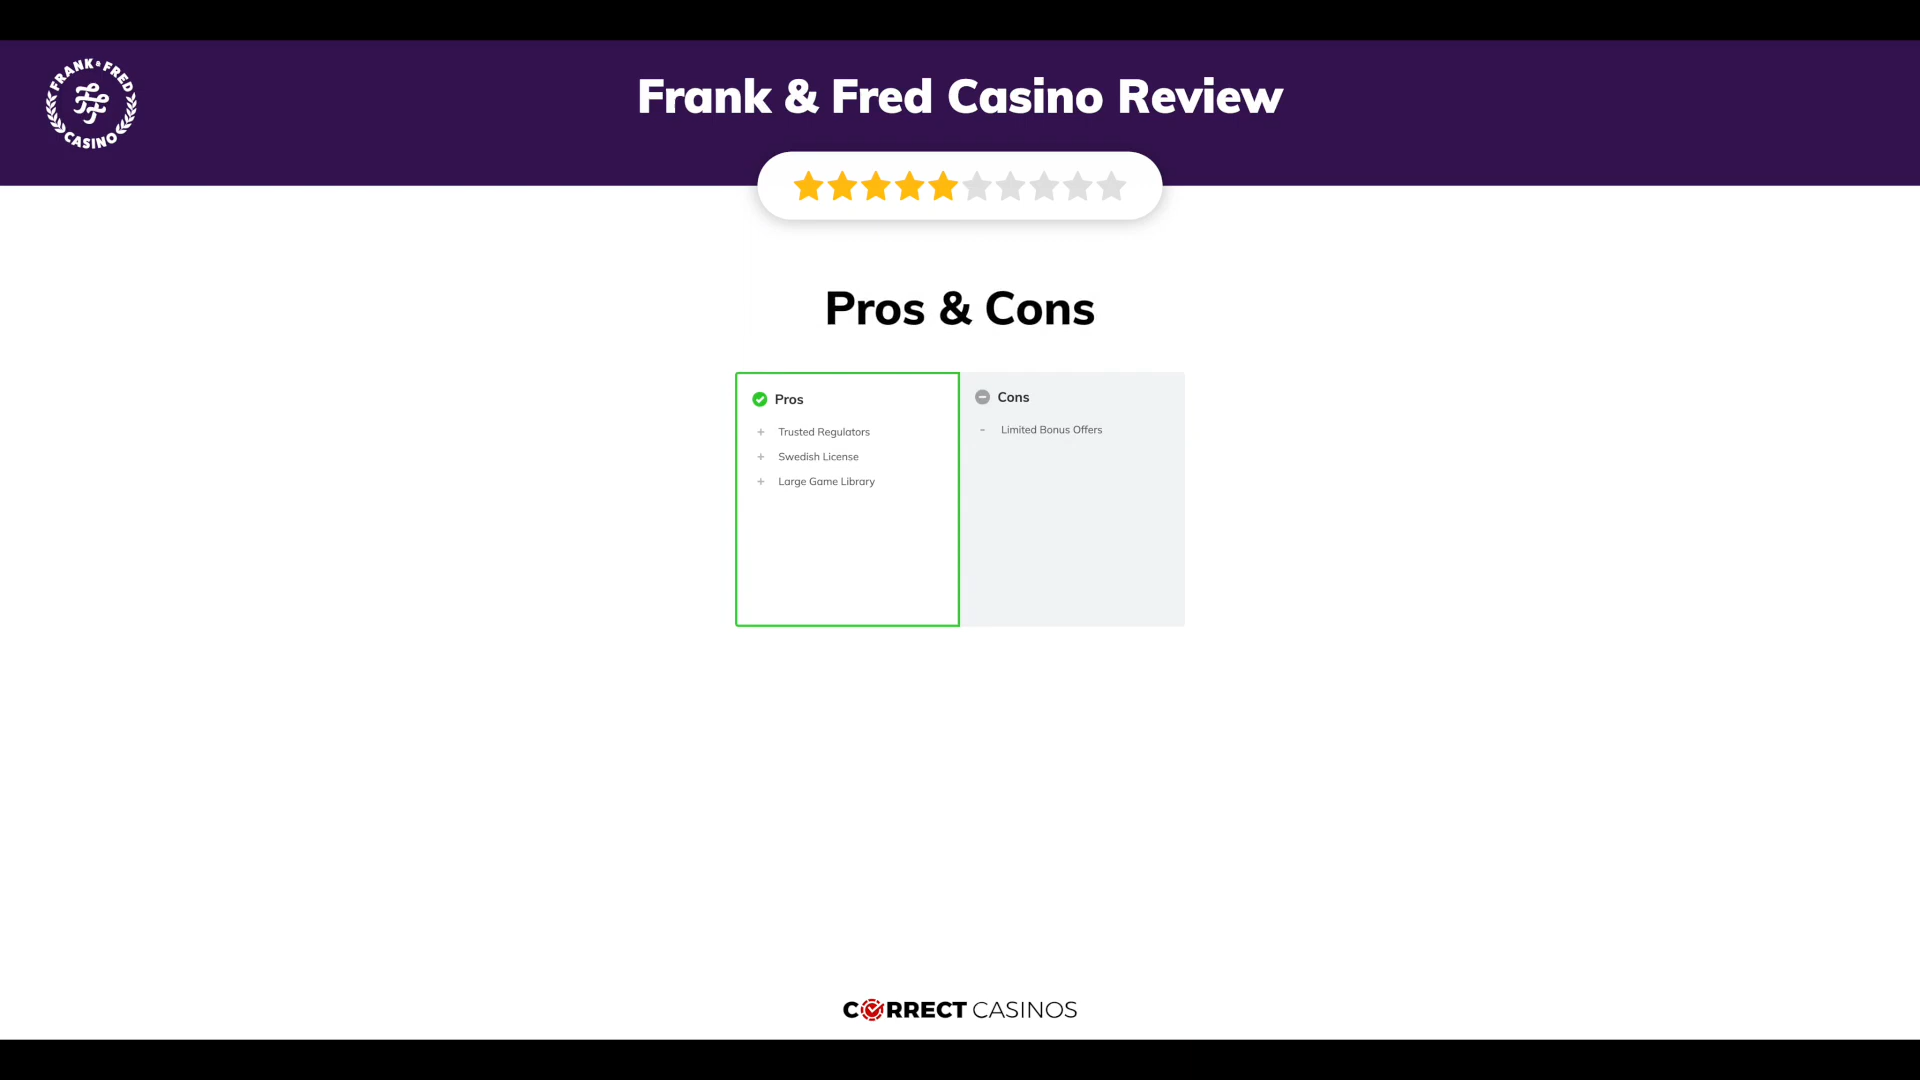 FRANK & FRED
CASINO
Frank & Fred Casino Review
Pros & Cons
Pros
+ Trusted Regulators
+ Swedish License
+ Large Game Library
Cons
- Limited Bonus Offers
CORRECT CASINOS